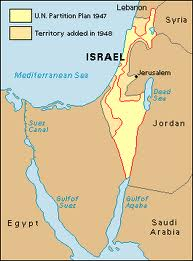 Lebanon
U.N. Partition Plan 1947
Territory added in 1948
ISRAEL
Mediterranean Sea
Jerusalem
Dead
Sea
Suez
Canal
Jordan
Gulf of
Suez
Gulf of
Aqaba
Egypt
Saudi
Arabia